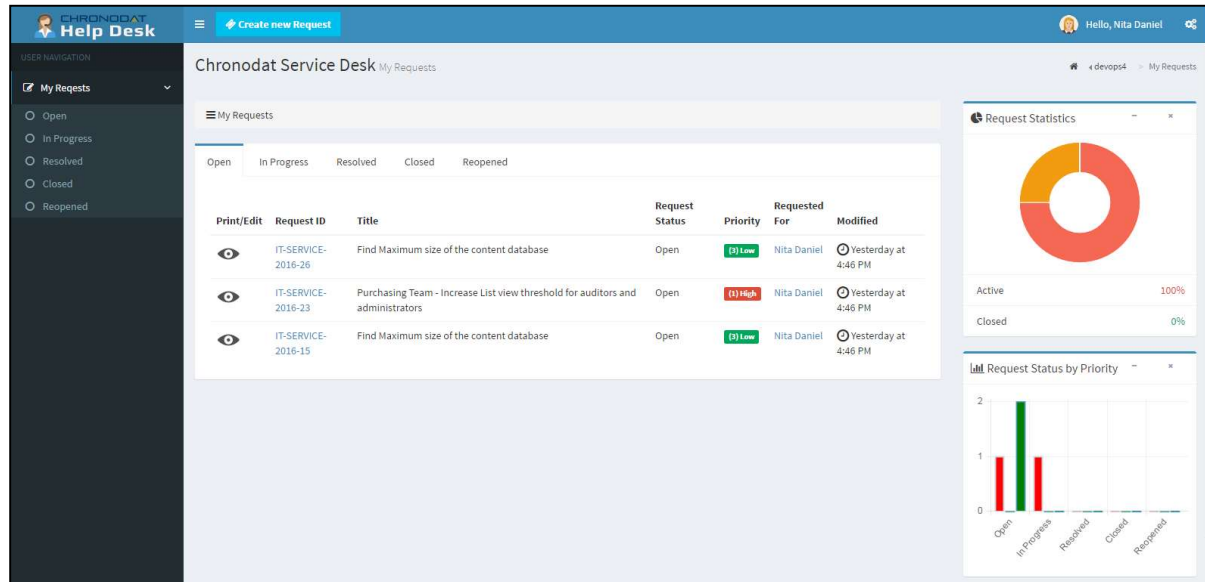 CHRONODAT
Help Desk
Create new Request
Hello, Nita Daniel
USER NAVIGATION
My Reqests
Open
In Progress
Resolved
Closed
Reopened
Chronodat Service Desk My Requests
devops4 > My Requests
My Requests
Open In Progress Resolved Closed Reopened
Print/Edit Request ID Title Request Status Priority Requested For Modified
IT-SERVICE-2016-26 Find Maximum size of the content database Open (3) Low Nita Daniel Yesterday at 4:46 PM
IT-SERVICE-2016-23 Purchasing Team - Increase List view threshold for auditors and administrators Open (1) High Nita Daniel Yesterday at 4:46 PM
IT-SERVICE-2016-15 Find Maximum size of the content database Open (3) Low Nita Daniel Yesterday at 4:46 PM
Request Statistics
Active 100%
Closed 0%
Request Status by Priority
2
1
0
Open
In Progress
Resolved
Closed
Reopened